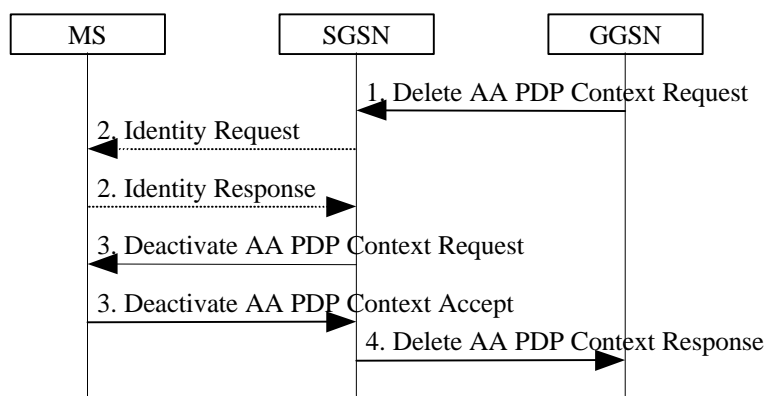 MS SGSN GGSN
1. Delete AA PDP Context Request
2. Identity Request
2. Identity Response
3. Deactivate AA PDP Context Request
3. Deactivate AA PDP Context Accept
4. Delete AA PDP Context Response